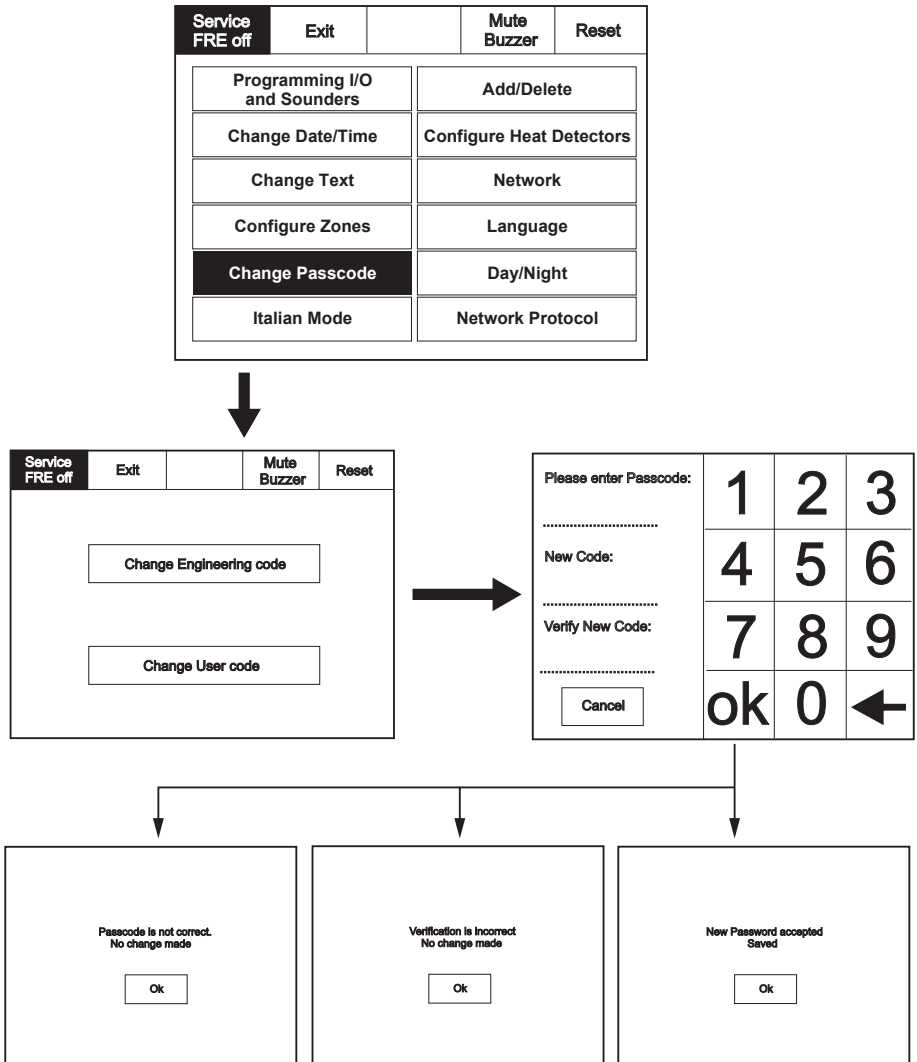 Service
FRE off
Exit
Mute
Buzzer
Reset
Programming I/O
and Sounders
Add/Delete
Change Date/Time
Configure Heat Detectors
Change Text
Network
Configure Zones
Language
Change Passcode
Day/Night
Italian Mode
Network Protocol
Service
FRE off
Exit
Mute
Buzzer
Reset
Change Engineering code
Change User code
Please enter Passcode:
New Code:
Verify New Code:
Cancel
1 2 3
4 5 6
7 8 9
ok 0
Passcode is not correct.
No change made
Ok
Verification is Incorrect
No change made
Ok
New Password accepted
Saved
Ok